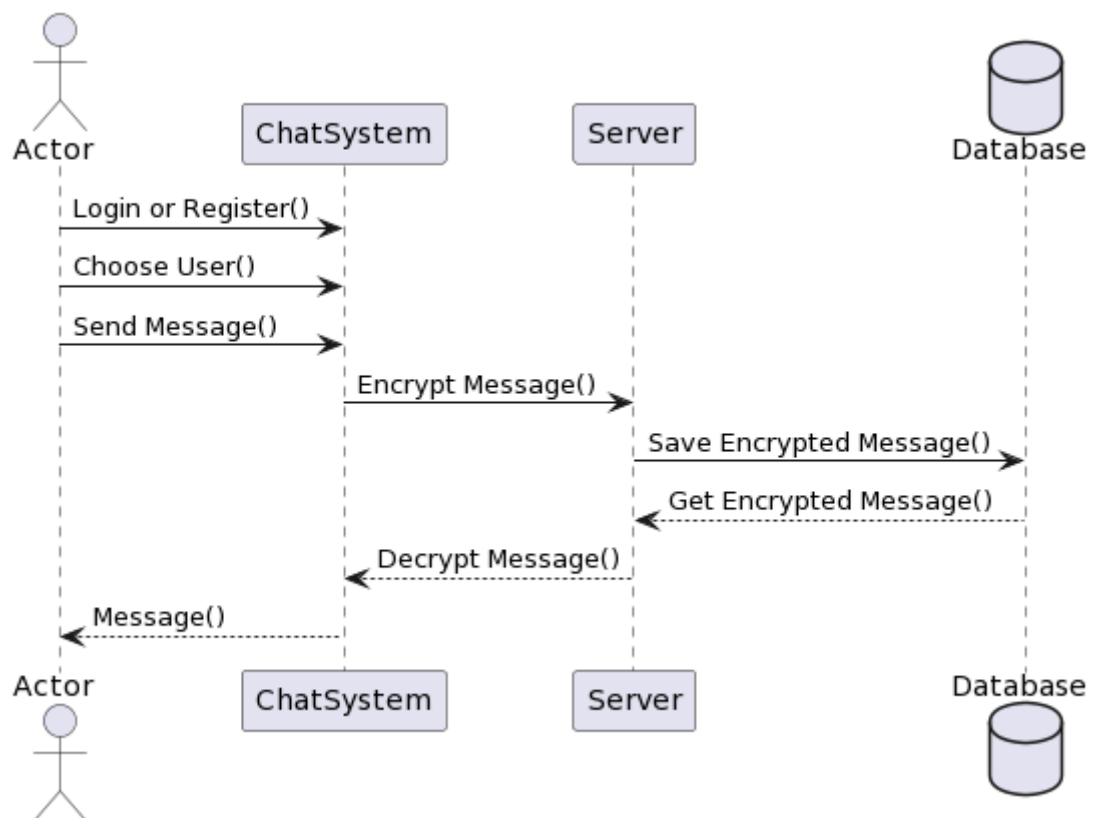 Actor
ChatSystem
Server
Database
Login or Register()
Choose User()
Send Message()
Encrypt Message()
Save Encrypted Message()
Get Encrypted Message()
Decrypt Message()
Message()
Actor
ChatSystem
Server
Database